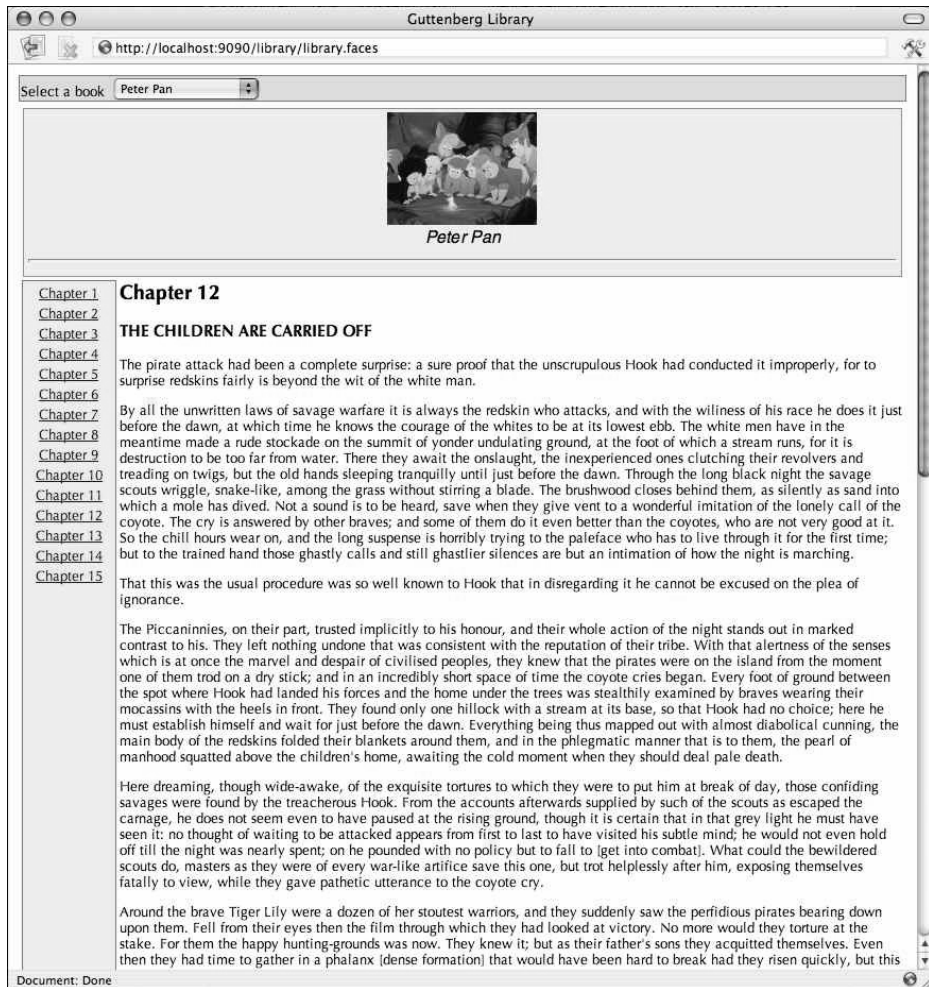 Guttenberg Library
http://localhost:9090/library/library.faces
Select a book
Peter Pan
Peter Pan
Chapter 1
Chapter 2
Chapter 3
Chapter 4
Chapter 5
Chapter 6
Chapter 7
Chapter 8
Chapter 9
Chapter 10
Chapter 11
Chapter 12
Chapter 13
Chapter 14
Chapter 15
Chapter 12
THE CHILDREN ARE CARRIED OFF
The pirate attack had been a complete surprise: a sure proof that the unscrupulous Hook had conducted it improperly, for to
surprise redskins fairly is beyond the wit of the white man.
By all the unwritten laws of savage warfare it is always the redskin who attacks, and with the wiliness of his race he does it just
before the dawn, at which time he knows the courage of the whites to be at its lowest ebb. The white men have in the
meantime made a rude stockade on the summit of yonder undulating ground, at the foot of which a stream runs, for it is
destruction to be too far from water. There they await the onslaught, the inexperienced ones clutching their revolvers and
treading on twigs, but the old hands sleeping tranquilly until just before the dawn. Through the long black night the savage
scouts wriggle, snake-like, among the grass without stirring a blade. The brushwood closes behind them, as silently as sand into
which a mole has dived. Not a sound is to be heard, save when they give vent to a wonderful imitation of the lonely call of the
coyote. The cry is answered by other braves; and some of them do it even better than the coyotes, who are not very good at it.
So the chill hours wear on, and the long suspense is horribly trying to the paleface who has to live through it for the first time;
but to the trained hand those ghastly calls and still ghastlier silences are but an intimation of how the night is marching.
That this was the usual procedure was so well known to Hook that in disregarding it he cannot be excused on the plea of
ignorance.
The Piccaninnies, on their part, trusted implicitly to his honour, and their whole action of the night stands out in marked
contrast to his. They left nothing undone that was consistent with the reputation of their tribe. With that alertness of the senses
which is at once the marvel and despair of civilised peoples, they knew that the pirates were on the island from the moment
one of them trod on a dry stick; and in an incredibly short space of time the coyote cries began. Every foot of ground between
the spot where Hook had landed his forces and the home under the trees was stealthily examined by braves wearing their
mocassins with the heels in front. They found only one hillock with a stream at its base, so that Hook had no choice; here he
must establish himself and wait for just before the dawn. Everything being thus mapped out with almost diabolical cunning, the
main body of the redskins folded their blankets around them, and in the phlegmatic manner that is to them, the pearl of
manhood squatted above the children's home, awaiting the cold moment when they should deal pale death.
Here dreaming, though wide-awake, of the exquisite tortures to which they were to put him at break of day, those confiding
savages were found by the treacherous Hook. From the accounts afterwards supplied by such of the scouts as escaped the
carnage, he does not seem even to have paused at the rising ground, though it is certain that in that grey light he must have
seen it: no thought of waiting to be attacked appears from first to last to have visited his subtle mind; he would not even hold
off till the night was nearly spent; on he pounded with no policy but to fall to [get into combat]. What could the bewildered
scouts do, masters as they were of every war-like artifice save this one, but trot helplessly after him, exposing themselves
fatally to view, while they gave pathetic utterance to the coyote cry.
Around the brave Tiger Lily were a dozen of her stoutest warriors, and they suddenly saw the perfidious pirates bearing down
upon them. Fell from their eyes then the film through which they had looked at victory. No more would they torture at the
stake. For them the happy hunting-grounds was now. They knew it; but as their father's sons they acquitted themselves. Even
then they had time to gather in a phalanx [dense formation] that would have been hard to break had they risen quickly, but this
Document: Done